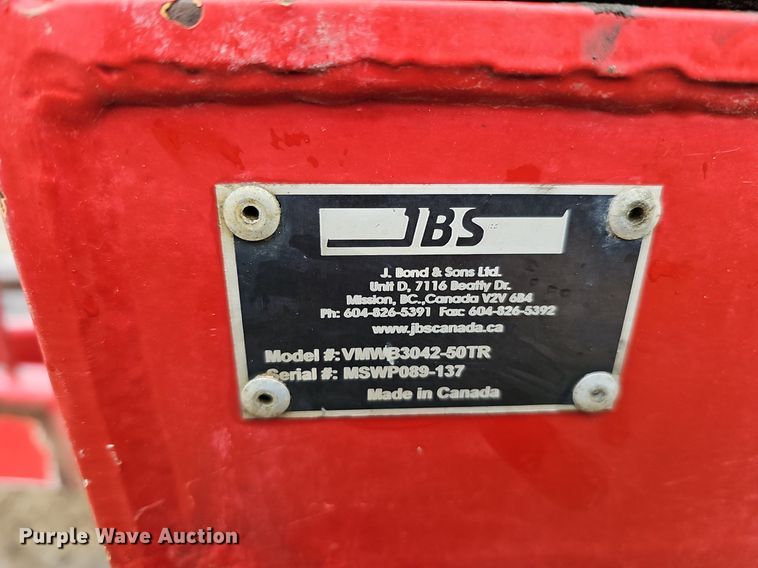 JBS
J. Bond & Sons Ltd.
Unit D, 7116 Beatty Dr.
Mission, BC.,Canada V2V 6B4
Ph: 604-826-5391 Fax: 604-826-5392
www.jbscanada.ca
Model #:VMWB3042-50TR
Serial #: MSWP089-137
Made in Canada
Purple Wave Auction